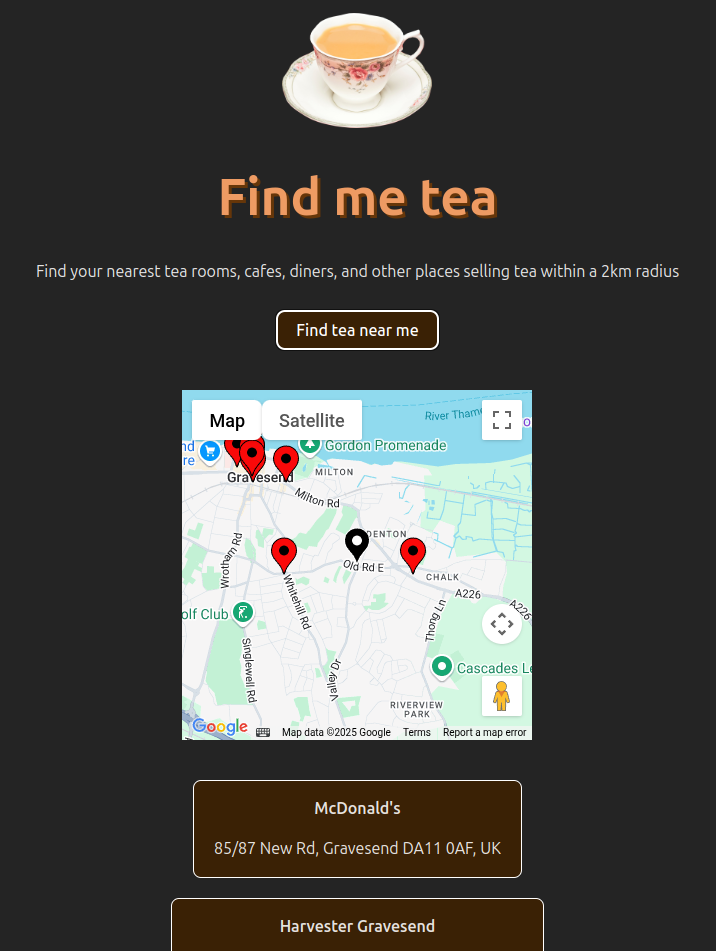 Find me tea
Find your nearest tea rooms, cafes, diners, and other places selling tea within a 2km radius
Find tea near me
Map
Satellite
River Thame
Gordon Promenade
Gravesend
MILTON
Milton Rd
DENTON
Old Rd E
CHALK
Wrotham Rd
Whitehill Rd
A226
A226
olf Club
Thong Ln
Singlewell Rd
Valley Dr
Cascades Le
RIVERVIEW
PARK
Google
Map data ©2025 Google
Terms
Report a map error
McDonald's
85/87 New Rd, Gravesend DA11 0AF, UK
Harvester Gravesend